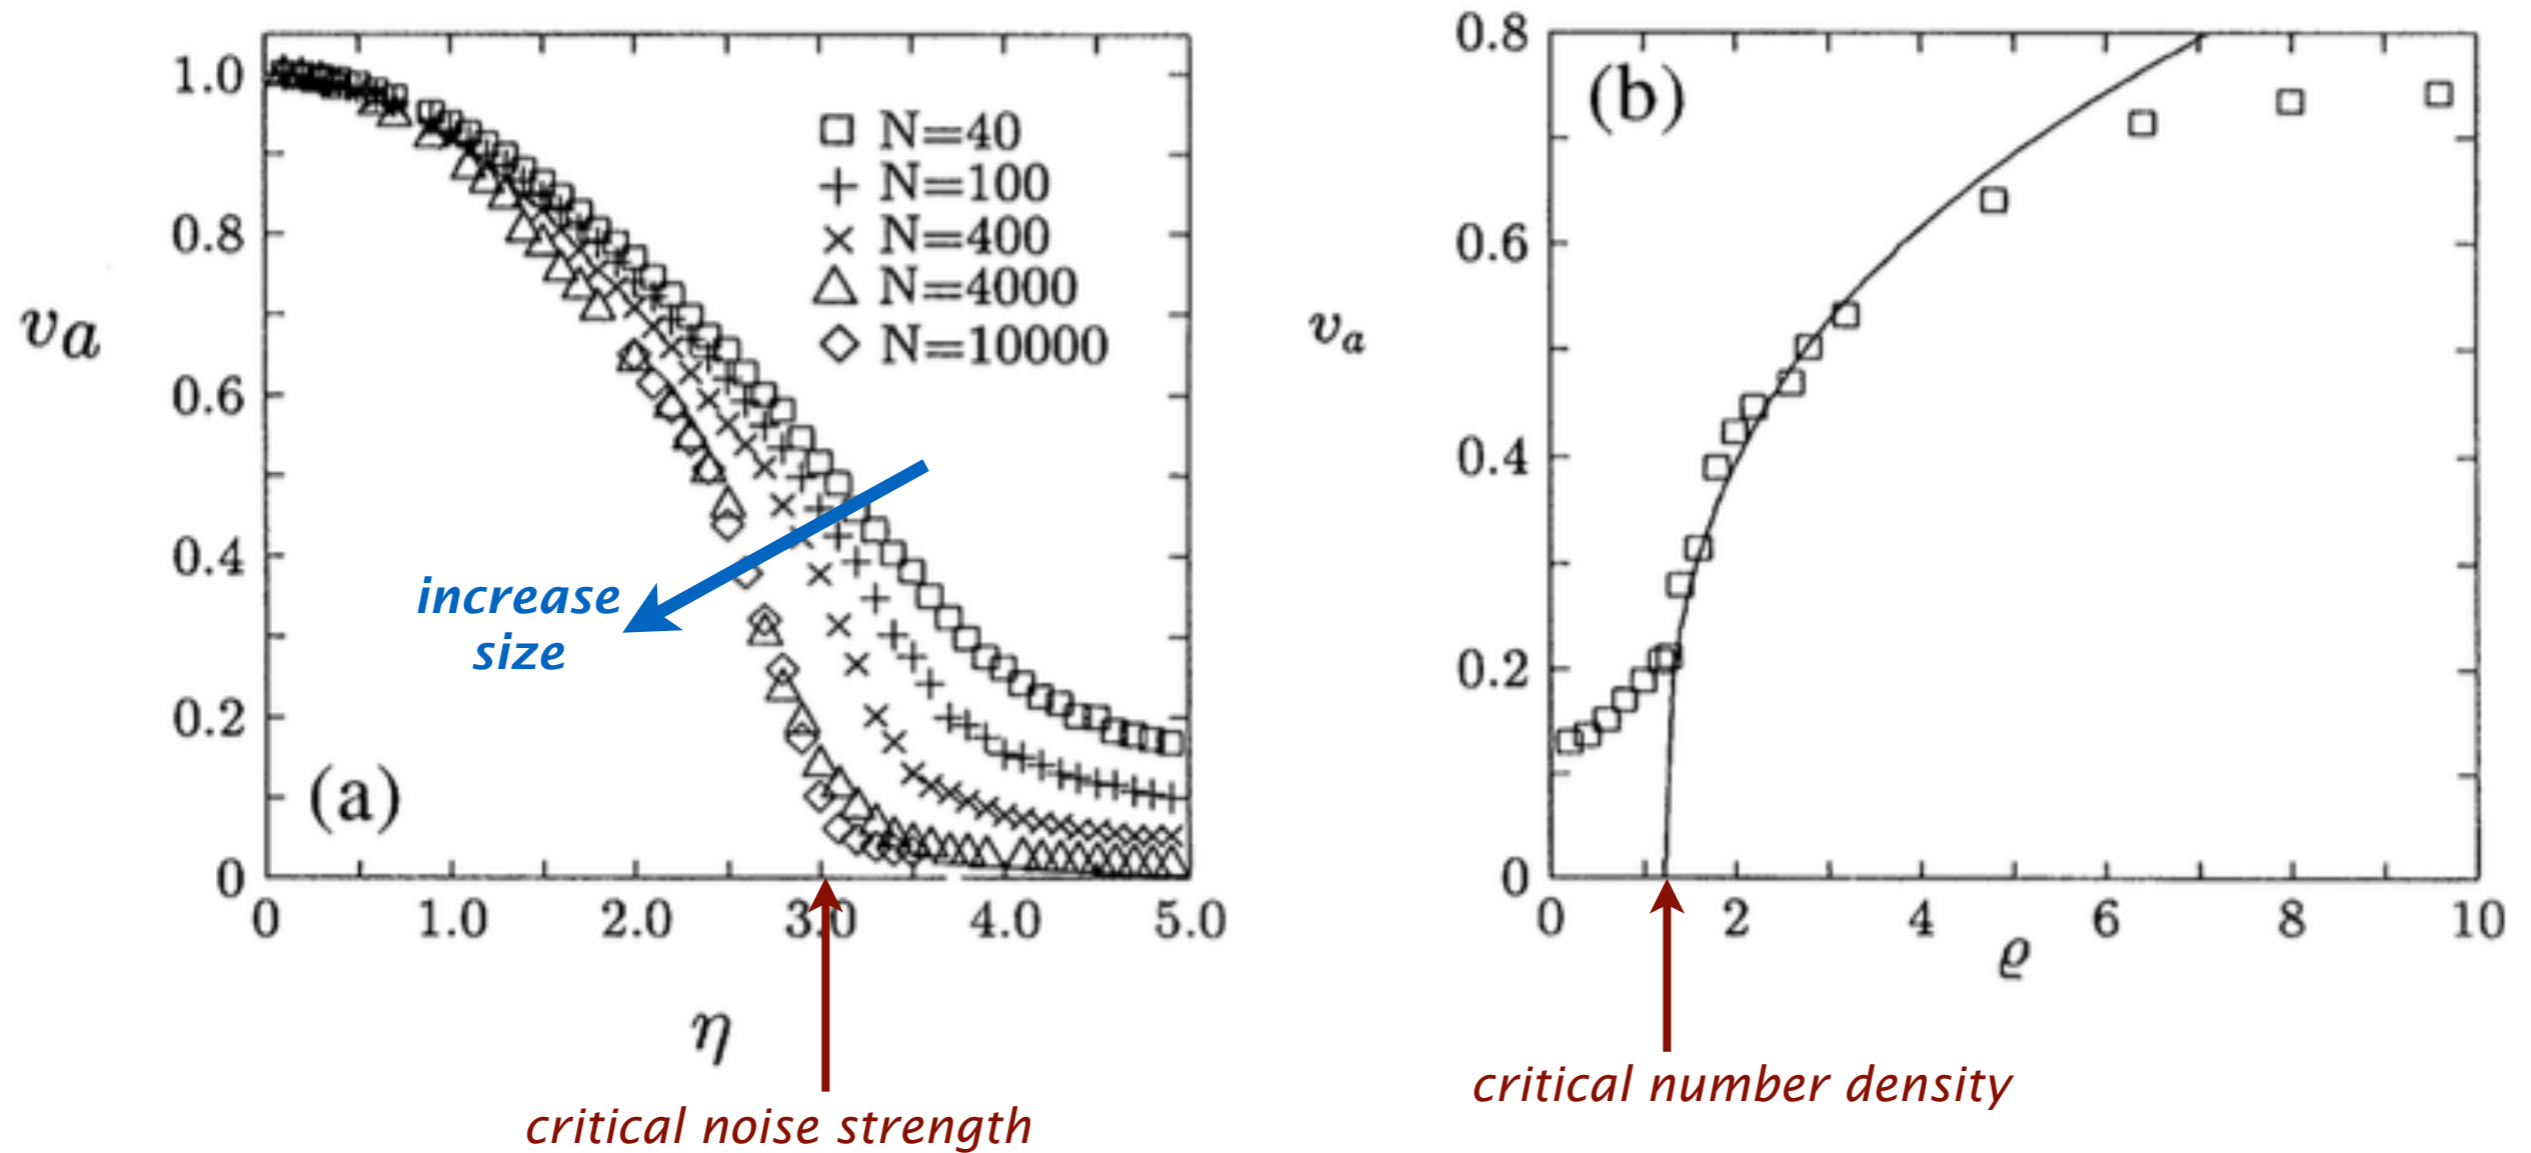 1.0
0.8
0.6
0.4
0.2
0
va
(a)
□ N=40
+ N=100
× N=400
△ N=4000
◇ N=10000
increase
size
0 1.0 2.0 3.0 4.0 5.0
η
critical noise strength
0.8
0.6
0.4
0.2
0
va
(b)
0 2 4 6 8 10
ϱ
critical number density